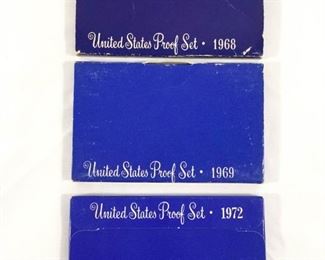 United States Proof Set · 1968
United States Proof Set · 1969
United States Proof Set · 1972